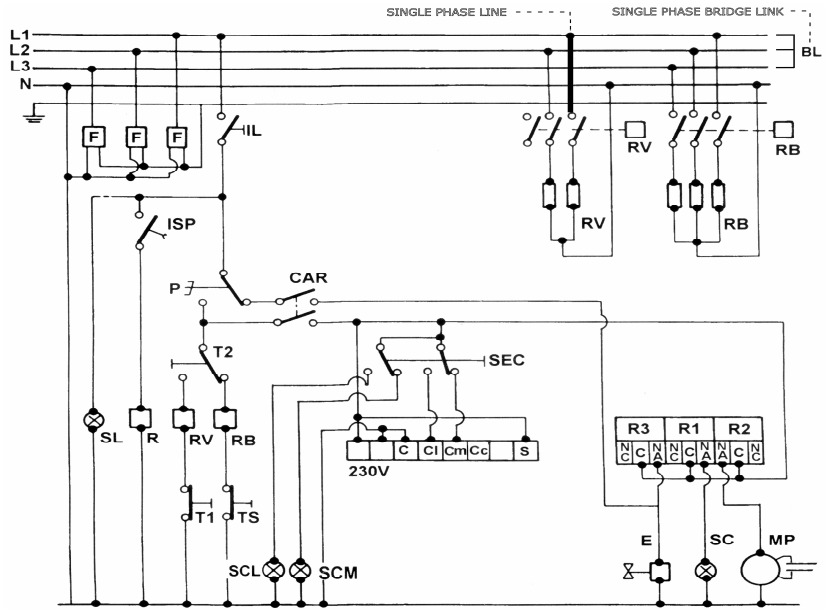 SINGLE PHASE LINE
SINGLE PHASE BRIDGE LINK
L1
L2
BL
L3
N
F F F
IL
RV
RB
ISP
RV
RB
P
CAR
T2
SEC
SL
R
RV
RB
R3 R1 R2
NC C NA NC C NA NA C NC
C Cl Cm Cc S
230V
T1
TS
E
SC
MP
SCL
SCM